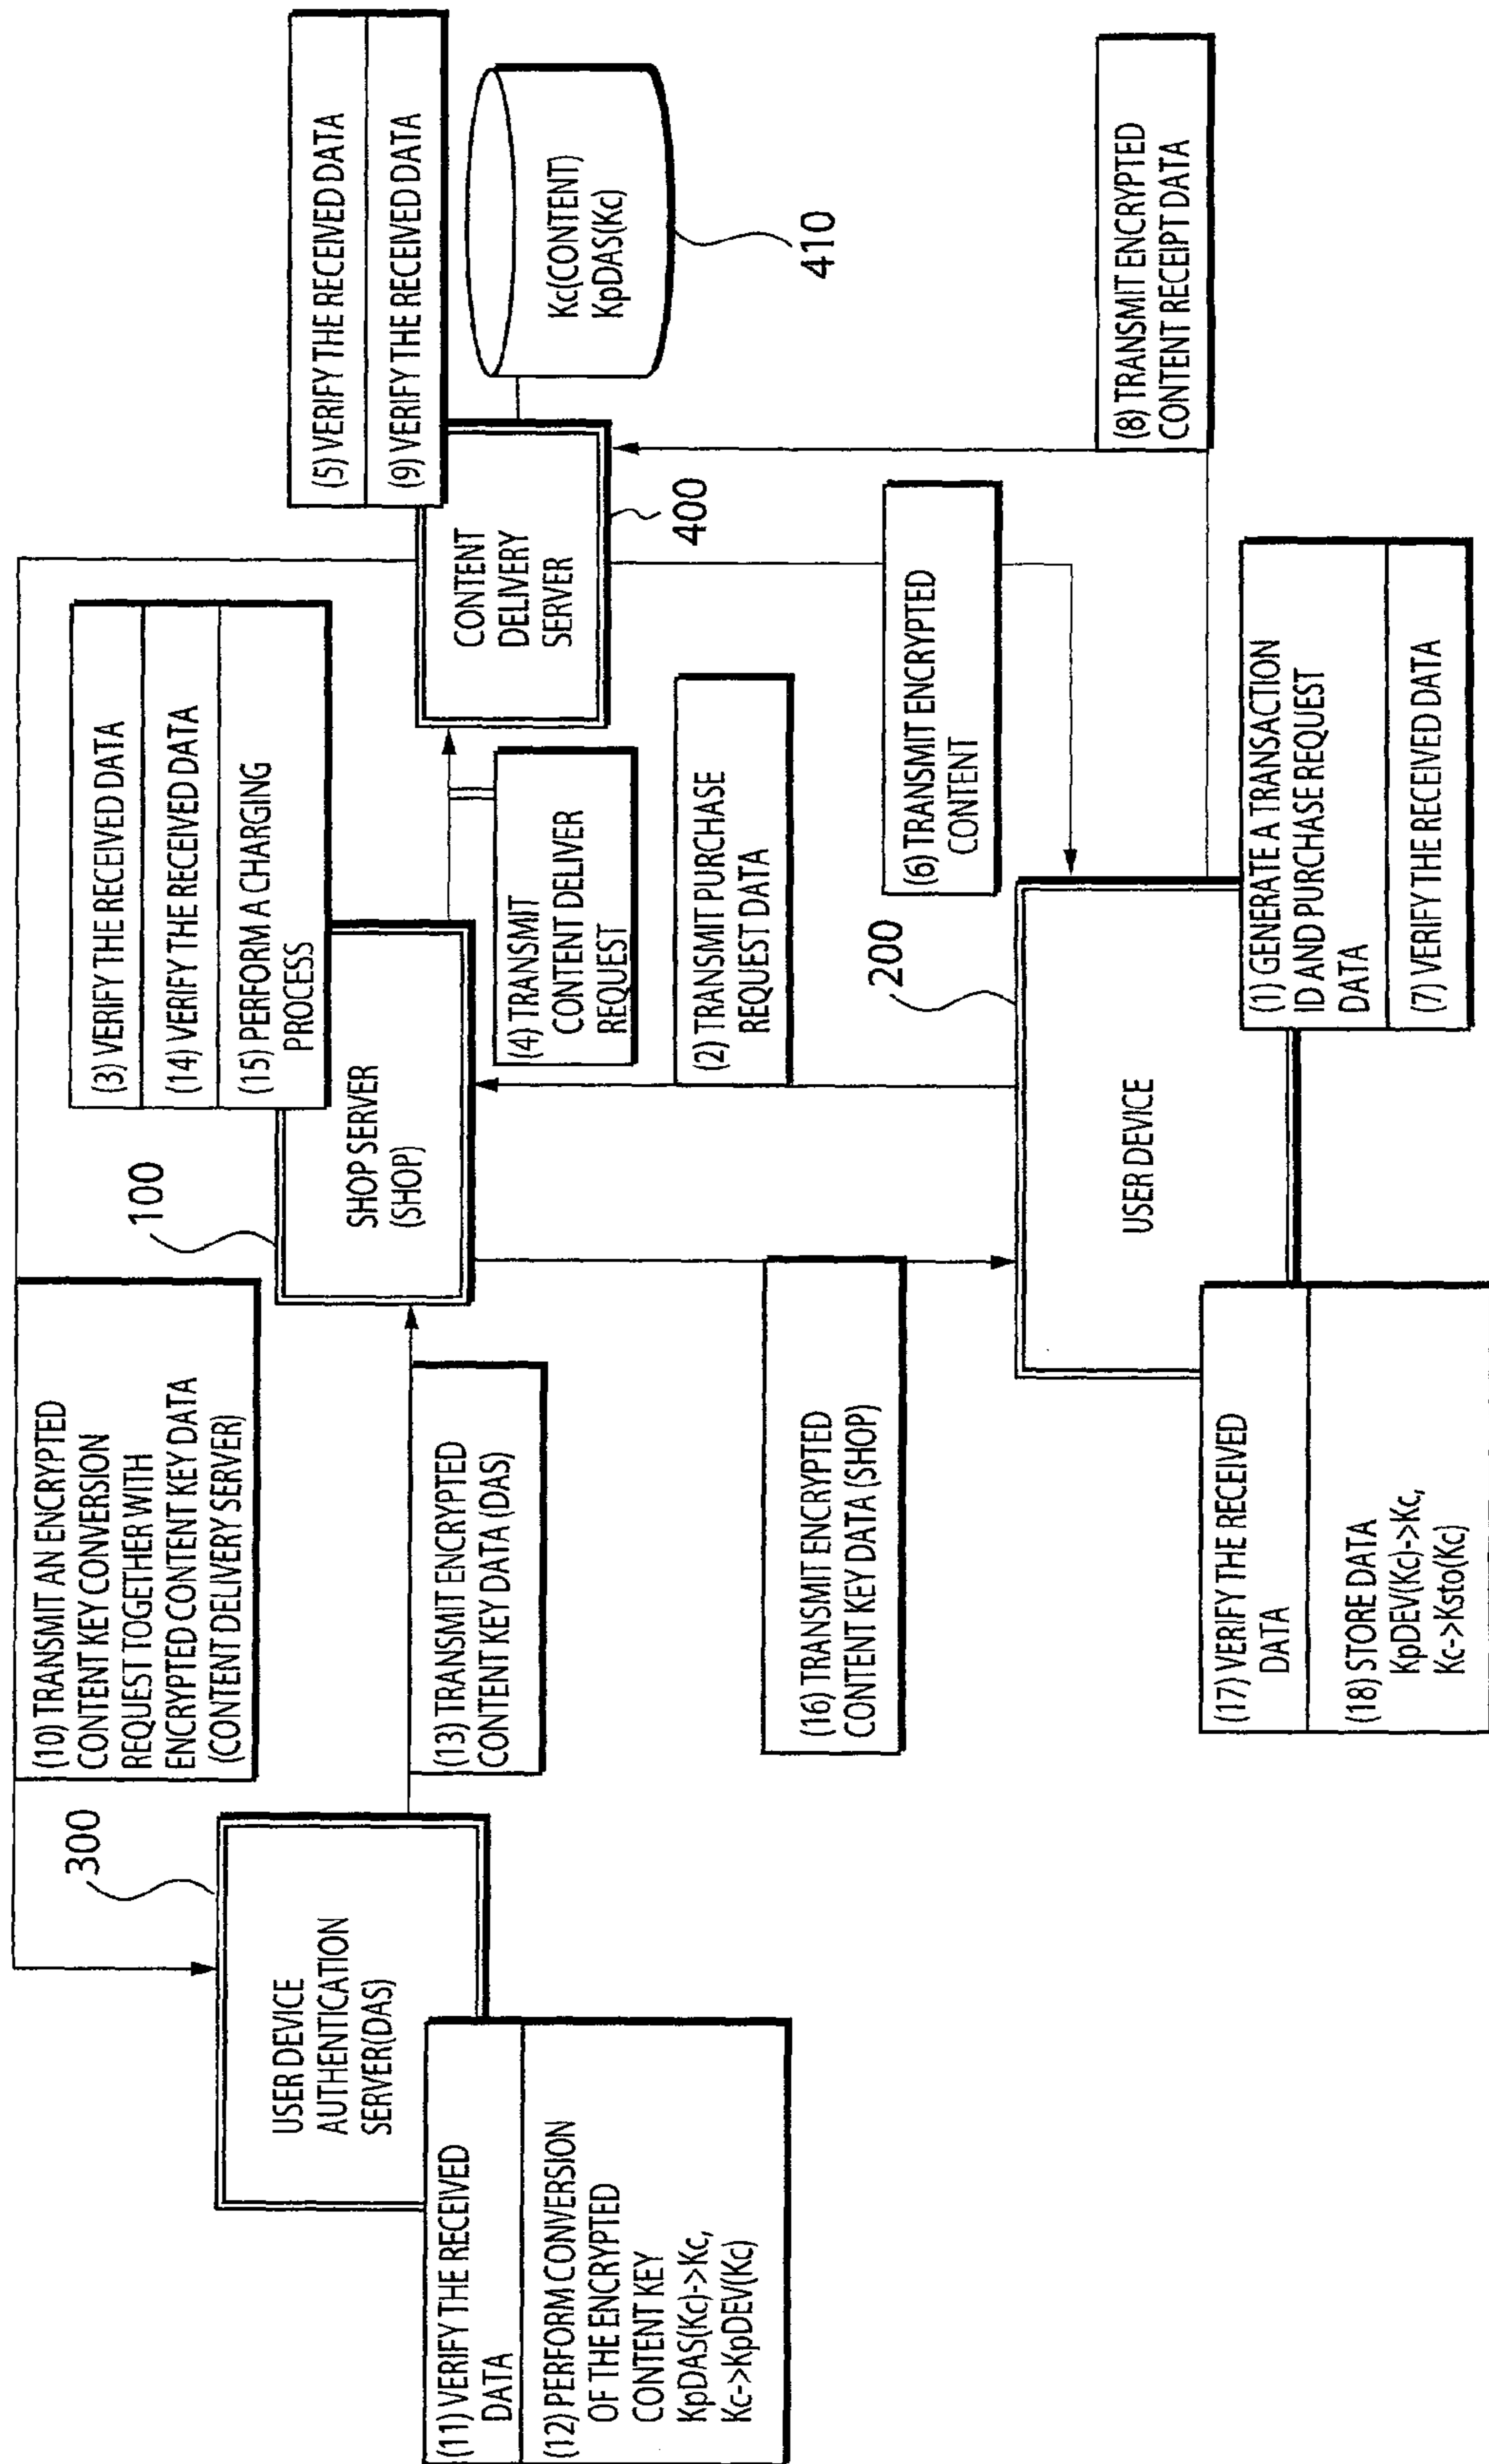 (10) TRANSMIT AN ENCRYPTED
CONTENT KEY CONVERSION
REQUEST TOGETHER WITH
ENCRYPTED CONTENT KEY DATA
(CONTENT DELIVERY SERVER)
300
USER DEVICE
AUTHENTICATION
SERVER(DAS)
(11) VERIFY THE RECEIVED
DATA
(12) PERFORM CONVERSION
OF THE ENCRYPTED
CONTENT KEY
KpDAS(Kc)->Kc,
Kc->KpDEV(Kc)
(13) TRANSMIT ENCRYPTED
CONTENT KEY DATA (DAS)
100
SHOP SERVER
(SHOP)
(3) VERIFY THE RECEIVED DATA
(14) VERIFY THE RECEIVED DATA
(15) PERFORM A CHARGING
PROCESS
(4) TRANSMIT
CONTENT DELIVER
REQUEST
CONTENT
DELIVERY
SERVER
400
(5) VERIFY THE RECEIVED DATA
(9) VERIFY THE RECEIVED DATA
Kc(CONTENT)
KpDAS(Kc)
410
(16) TRANSMIT ENCRYPTED
CONTENT KEY DATA (SHOP)
(2) TRANSMIT PURCHASE
REQUEST DATA
(6) TRANSMIT ENCRYPTED
CONTENT
(8) TRANSMIT ENCRYPTED
CONTENT RECEIPT DATA
200
USER DEVICE
(17) VERIFY THE RECEIVED
DATA
(18) STORE DATA
KpDEV(Kc)->Kc,
Kc->Ksto(Kc)
(1) GENERATE A TRANSACTION
ID AND PURCHASE REQUEST
DATA
(7) VERIFY THE RECEIVED DATA